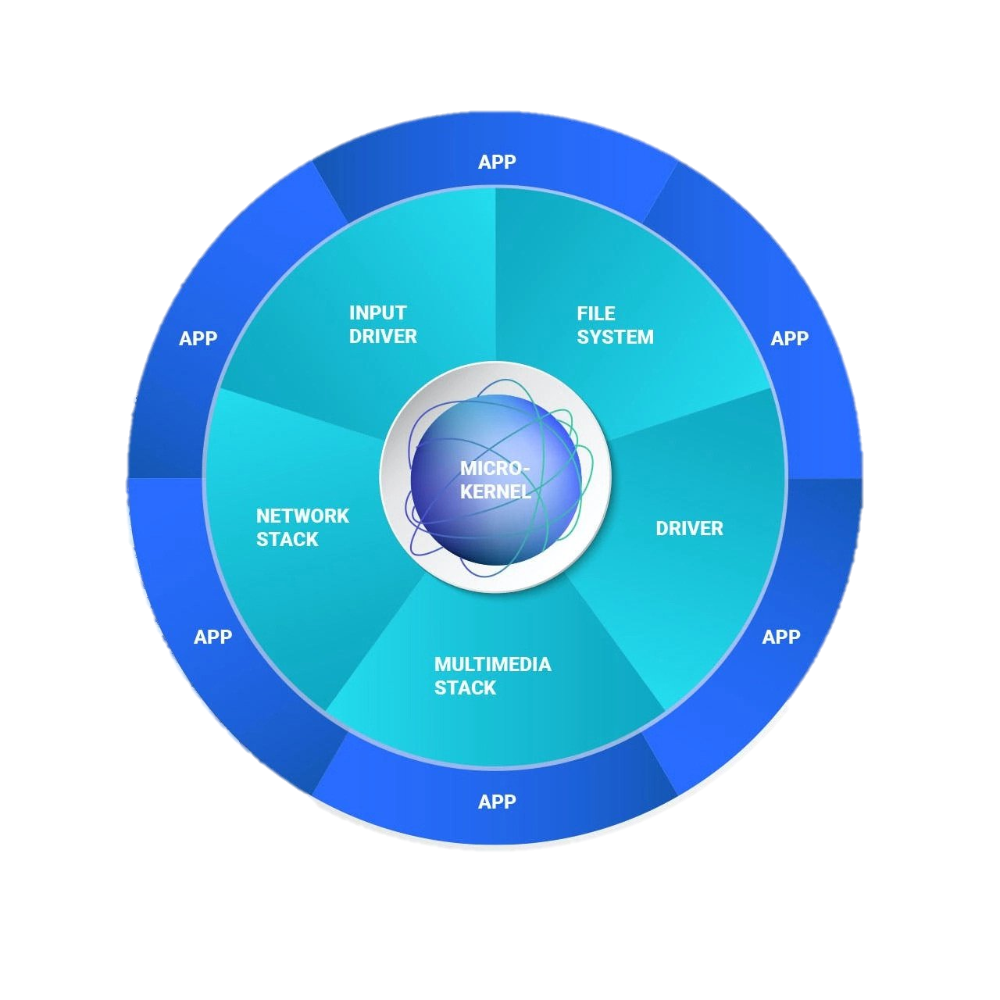 APP
INPUT
DRIVER
FILE
SYSTEM
APP
APP
MICRO-
KERNEL
NETWORK
STACK
DRIVER
APP
APP
MULTIMEDIA
STACK
APP